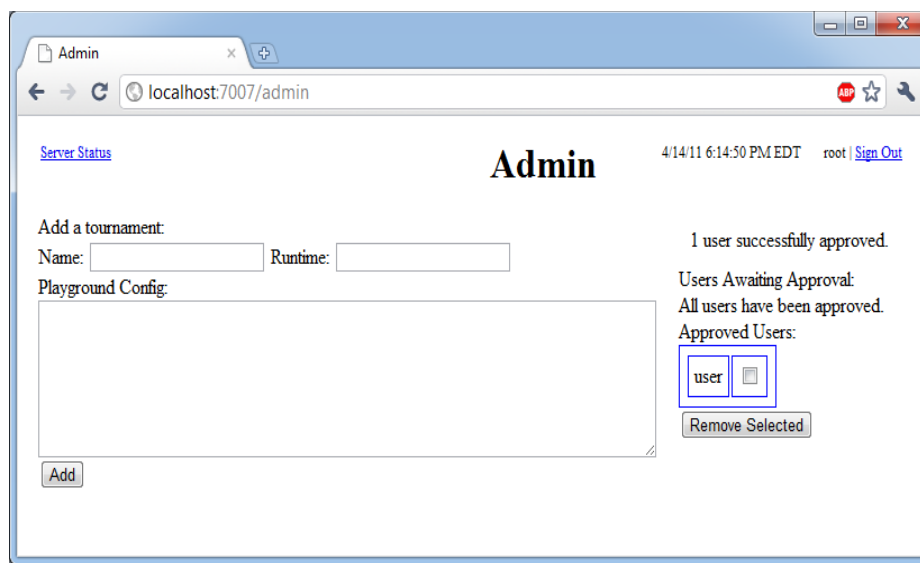 Admin
localhost:7007/admin
ABP
Server Status
Admin
4/14/11 6:14:50 PM EDT root | Sign Out
Add a tournament:
Name: Runtime:
Playground Config:
Add
1 user successfully approved.
Users Awaiting Approval:
All users have been approved.
Approved Users:
user
Remove Selected